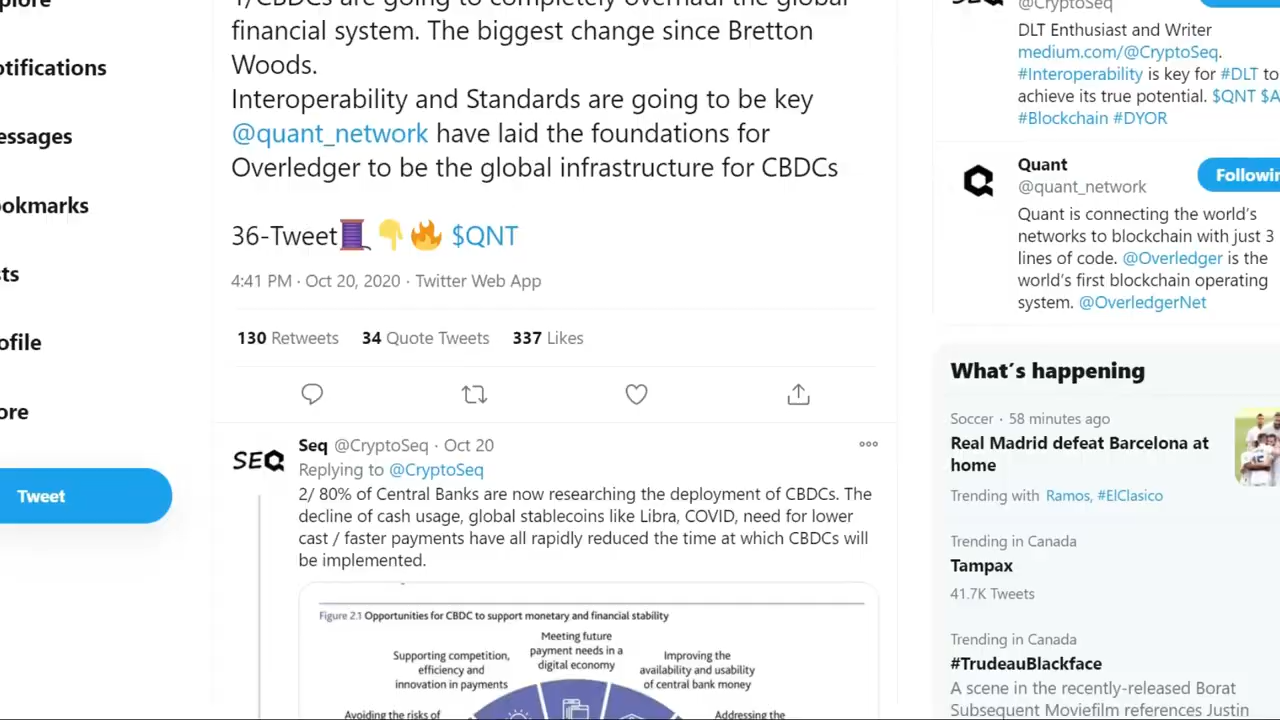 plore
otifications
essages
ookmarks
sts
ofile
ore
Tweet
1/CBDCs are going to completely overhaul the global
financial system. The biggest change since Bretton
Woods.
Interoperability and Standards are going to be key
@quant_network have laid the foundations for
Overledger to be the global infrastructure for CBDCs
36-Tweet🧵👇🔥 $QNT
4:41 PM · Oct 20, 2020 · Twitter Web App
130 Retweets 34 Quote Tweets 337 Likes
Seq @CryptoSeq · Oct 20
SEQ
Replying to @CryptoSeq
2/ 80% of Central Banks are now researching the deployment of CBDCs. The
decline of cash usage, global stablecoins like Libra, COVID, need for lower
cost / faster payments have all rapidly reduced the time at which CBDCs will
be implemented.
Figure 2.1 Opportunities for CBDC to support monetary and financial stability
Meeting future
payment needs in a
digital economy
Supporting competition,
efficiency and
innovation in payments
Improving the
availability and usability
of central bank money
Avoiding the risks of
Addressing the
@CryptoSeq
DLT Enthusiast and Writer
medium.com/@CryptoSeq.
#Interoperability is key for #DLT to
achieve its true potential. $QNT $A
#Blockchain #DYOR
Quant
@quant_network
Followin
Quant is connecting the world's
networks to blockchain with just 3
lines of code. @Overledger is the
world's first blockchain operating
system. @OverledgerNet
What´s happening
Soccer · 58 minutes ago
Real Madrid defeat Barcelona at
home
Trending with Ramos, #ElClasico
Trending in Canada
Tampax
41.7K Tweets
Trending in Canada
#TrudeauBlackface
A scene in the recently-released Borat
Subsequent Moviefilm references Justin